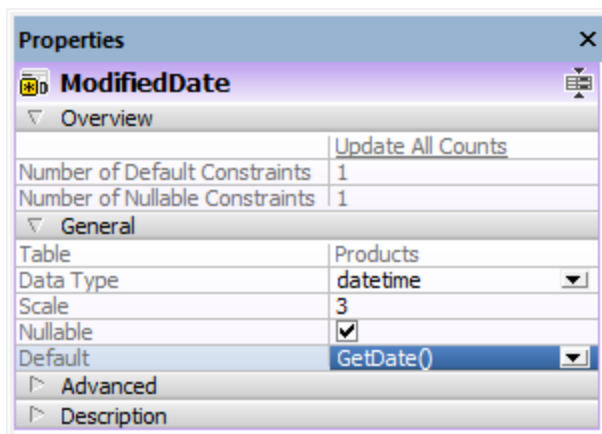 Properties
ModifiedDate
Overview
Update All Counts
Number of Default Constraints 1
Number of Nullable Constraints 1
General
Table Products
Data Type datetime
Scale 3
Nullable
Default GetDate()
Advanced
Description